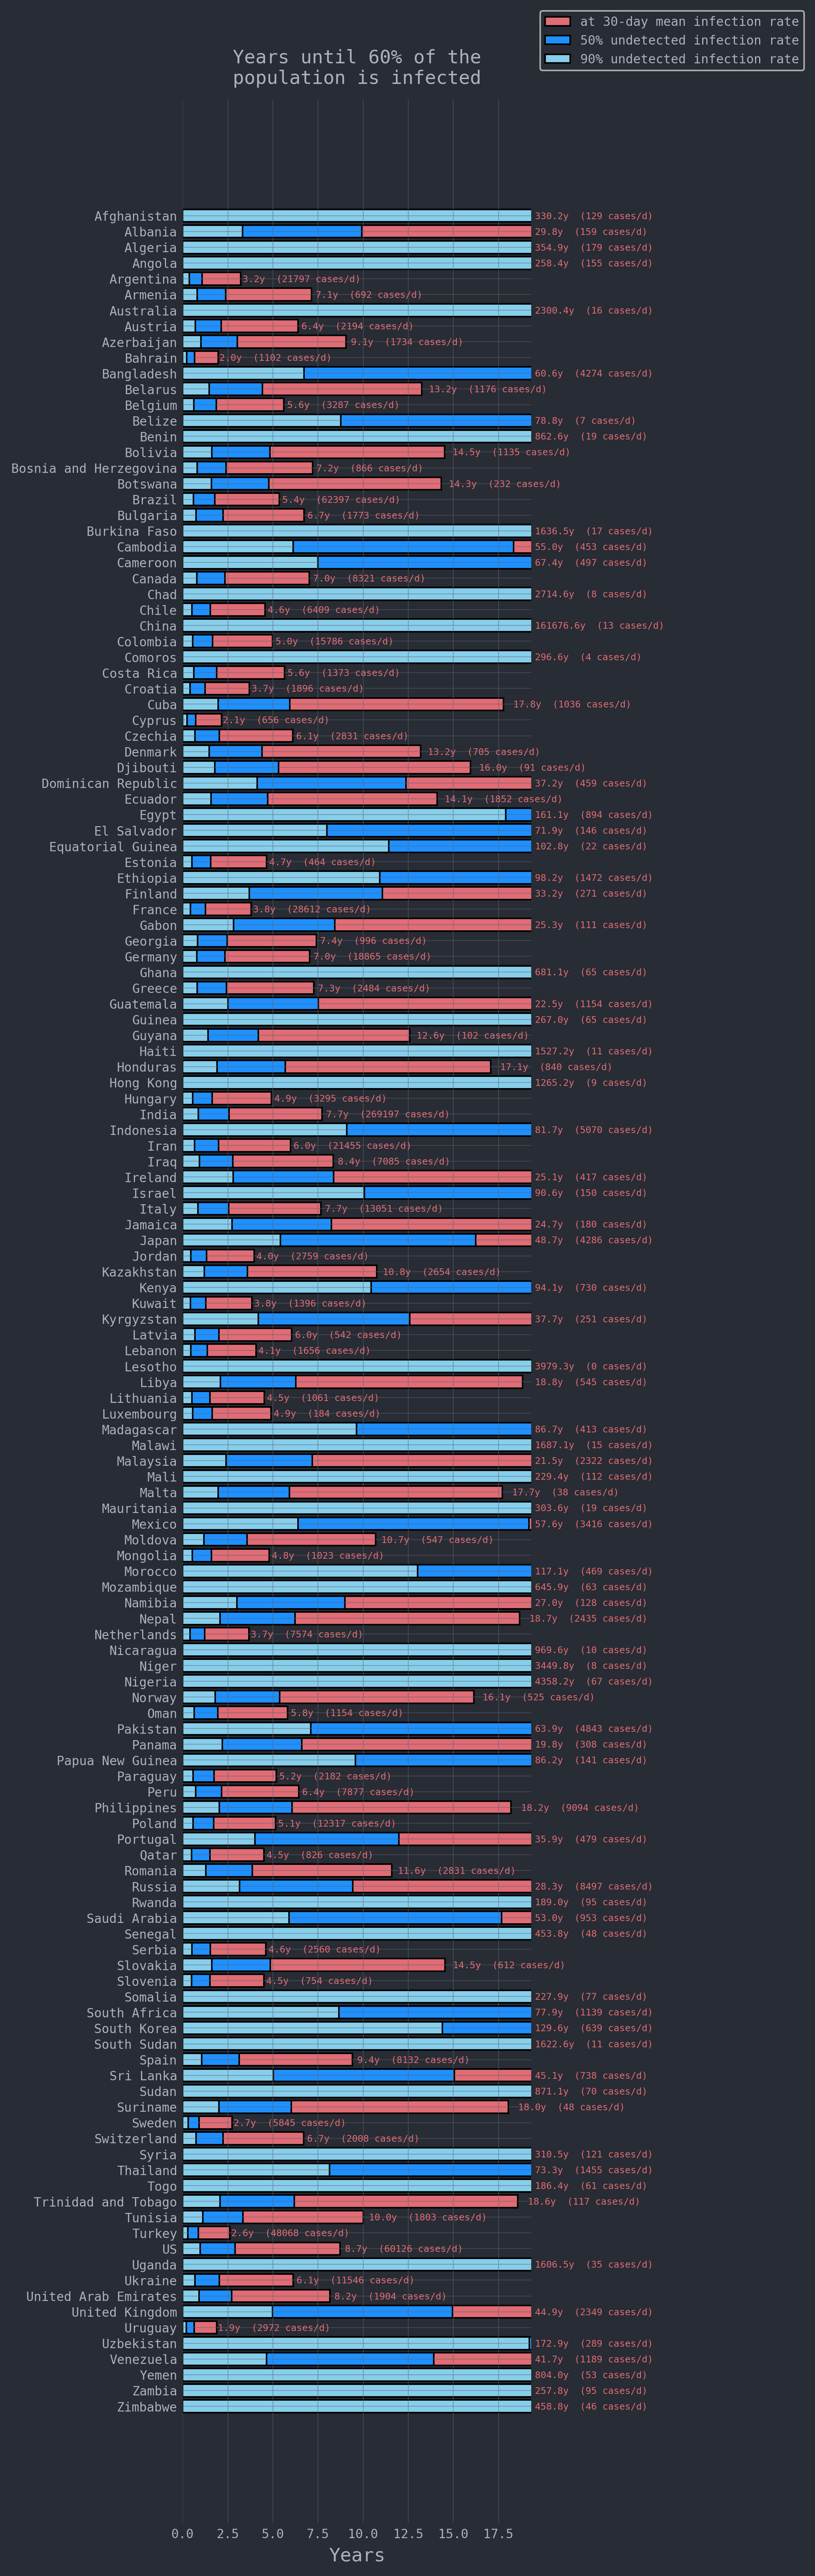 at 30-day mean infection rate
50% undetected infection rate
90% undetected infection rate
Years until 60% of the
population is infected
Afghanistan 330.2y (129 cases/d)
Albania 29.8y (159 cases/d)
Algeria 354.9y (179 cases/d)
Angola 258.4y (155 cases/d)
Argentina 3.2y (21797 cases/d)
Armenia 7.1y (692 cases/d)
Australia 2300.4y (16 cases/d)
Austria 6.4y (2194 cases/d)
Azerbaijan 9.1y (1734 cases/d)
Bahrain 2.0y (1102 cases/d)
Bangladesh 60.6y (4274 cases/d)
Belarus 13.2y (1176 cases/d)
Belgium 5.6y (3287 cases/d)
Belize 78.8y (7 cases/d)
Benin 862.6y (19 cases/d)
Bolivia 14.5y (1135 cases/d)
Bosnia and Herzegovina 7.2y (866 cases/d)
Botswana 14.3y (232 cases/d)
Brazil 5.4y (62397 cases/d)
Bulgaria 6.7y (1773 cases/d)
Burkina Faso 1636.5y (17 cases/d)
Cambodia 55.0y (453 cases/d)
Cameroon 67.4y (497 cases/d)
Canada 7.0y (8321 cases/d)
Chad 2714.6y (8 cases/d)
Chile 4.6y (6409 cases/d)
China 161676.6y (13 cases/d)
Colombia 5.0y (15786 cases/d)
Comoros 296.6y (4 cases/d)
Costa Rica 5.6y (1373 cases/d)
Croatia 3.7y (1896 cases/d)
Cuba 17.8y (1036 cases/d)
Cyprus 2.1y (656 cases/d)
Czechia 6.1y (2831 cases/d)
Denmark 13.2y (705 cases/d)
Djibouti 16.0y (91 cases/d)
Dominican Republic 37.2y (459 cases/d)
Ecuador 14.1y (1852 cases/d)
Egypt 161.1y (894 cases/d)
El Salvador 71.9y (146 cases/d)
Equatorial Guinea 102.8y (22 cases/d)
Estonia 4.7y (464 cases/d)
Ethiopia 98.2y (1472 cases/d)
Finland 33.2y (271 cases/d)
France 3.8y (28612 cases/d)
Gabon 25.3y (111 cases/d)
Georgia 7.4y (996 cases/d)
Germany 7.0y (18865 cases/d)
Ghana 681.1y (65 cases/d)
Greece 7.3y (2484 cases/d)
Guatemala 22.5y (1154 cases/d)
Guinea 267.0y (65 cases/d)
Guyana 12.6y (102 cases/d)
Haiti 1527.2y (11 cases/d)
Honduras 17.1y (840 cases/d)
Hong Kong 1265.2y (9 cases/d)
Hungary 4.9y (3295 cases/d)
India 7.7y (269197 cases/d)
Indonesia 81.7y (5070 cases/d)
Iran 6.0y (21455 cases/d)
Iraq 8.4y (7085 cases/d)
Ireland 25.1y (417 cases/d)
Israel 90.6y (150 cases/d)
Italy 7.7y (13051 cases/d)
Jamaica 24.7y (180 cases/d)
Japan 48.7y (4286 cases/d)
Jordan 4.0y (2759 cases/d)
Kazakhstan 10.8y (2654 cases/d)
Kenya 94.1y (730 cases/d)
Kuwait 3.8y (1396 cases/d)
Kyrgyzstan 37.7y (251 cases/d)
Latvia 6.0y (542 cases/d)
Lebanon 4.1y (1656 cases/d)
Lesotho 3979.3y (0 cases/d)
Libya 18.8y (545 cases/d)
Lithuania 4.5y (1061 cases/d)
Luxembourg 4.9y (184 cases/d)
Madagascar 86.7y (413 cases/d)
Malawi 1687.1y (15 cases/d)
Malaysia 21.5y (2322 cases/d)
Mali 229.4y (112 cases/d)
Malta 17.7y (38 cases/d)
Mauritania 303.6y (19 cases/d)
Mexico 57.6y (3416 cases/d)
Moldova 10.7y (547 cases/d)
Mongolia 4.8y (1023 cases/d)
Morocco 117.1y (469 cases/d)
Mozambique 645.9y (63 cases/d)
Namibia 27.0y (128 cases/d)
Nepal 18.7y (2435 cases/d)
Netherlands 3.7y (7574 cases/d)
Nicaragua 969.6y (10 cases/d)
Niger 3449.8y (8 cases/d)
Nigeria 4358.2y (67 cases/d)
Norway 16.1y (525 cases/d)
Oman 5.8y (1154 cases/d)
Pakistan 63.9y (4843 cases/d)
Panama 19.8y (308 cases/d)
Papua New Guinea 86.2y (141 cases/d)
Paraguay 5.2y (2182 cases/d)
Peru 6.4y (7877 cases/d)
Philippines 18.2y (9094 cases/d)
Poland 5.1y (12317 cases/d)
Portugal 35.9y (479 cases/d)
Qatar 4.5y (826 cases/d)
Romania 11.6y (2831 cases/d)
Russia 28.3y (8497 cases/d)
Rwanda 189.0y (95 cases/d)
Saudi Arabia 53.0y (953 cases/d)
Senegal 453.8y (48 cases/d)
Serbia 4.6y (2560 cases/d)
Slovakia 14.5y (612 cases/d)
Slovenia 4.5y (754 cases/d)
Somalia 227.9y (77 cases/d)
South Africa 77.9y (1139 cases/d)
South Korea 129.6y (639 cases/d)
South Sudan 1622.6y (11 cases/d)
Spain 9.4y (8132 cases/d)
Sri Lanka 45.1y (738 cases/d)
Sudan 871.1y (70 cases/d)
Suriname 18.0y (48 cases/d)
Sweden 2.7y (5845 cases/d)
Switzerland 6.7y (2008 cases/d)
Syria 310.5y (121 cases/d)
Thailand 73.3y (1455 cases/d)
Togo 186.4y (61 cases/d)
Trinidad and Tobago 18.6y (117 cases/d)
Tunisia 10.0y (1803 cases/d)
Turkey 2.6y (48068 cases/d)
US 8.7y (60126 cases/d)
Uganda 1606.5y (35 cases/d)
Ukraine 6.1y (11546 cases/d)
United Arab Emirates 8.2y (1904 cases/d)
United Kingdom 44.9y (2349 cases/d)
Uruguay 1.9y (2972 cases/d)
Uzbekistan 172.9y (289 cases/d)
Venezuela 41.7y (1189 cases/d)
Yemen 804.0y (53 cases/d)
Zambia 257.8y (95 cases/d)
Zimbabwe 458.8y (46 cases/d)
0.0 2.5 5.0 7.5 10.0 12.5 15.0 17.5
Years